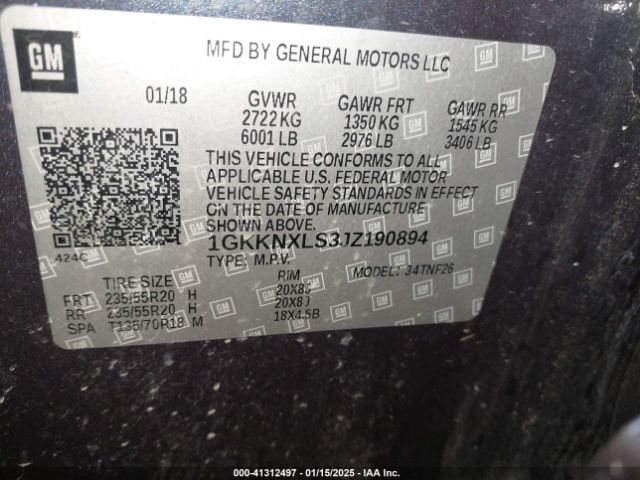 GM
MFD BY GENERAL MOTORS LLC
01/18 GVWR GAWR FRT GAWR RR
2722 KG 1350 KG 1545 KG
6001 LB 2976 LB 3406 LB
THIS VEHICLE CONFORMS TO ALL
APPLICABLE U.S. FEDERAL MOTOR
VEHICLE SAFETY STANDARDS IN EFFECT
ON THE DATE OF MANUFACTURE
SHOWN ABOVE.
1GKKNXLS3JZ190894
424C
TYPE: M.P.V. MODEL: 34TNF26
TIRE SIZE RIM
FRT 235/55R20 H 20X8J
RR 235/55R20 H 20X8J
SPA T135/70R18 M 18X4.5B
000-41312497 - 01/15/2025 - IAA Inc.